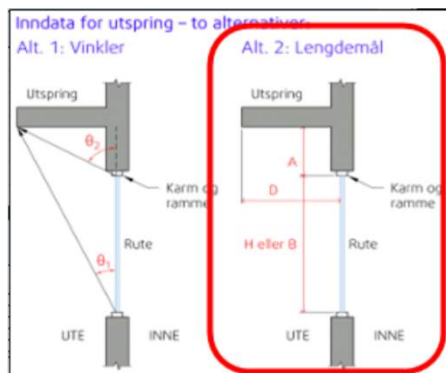 Inndata for utspring – to alternativer:
Alt. 1: Vinkler
Utspring
θ2
Karm og
ramme
Rute
θ1
UTE
INNE
Alt. 2: Lengdemål
Utspring
A
Karm og
ramme
D
H eller B
Rute
UTE
INNE